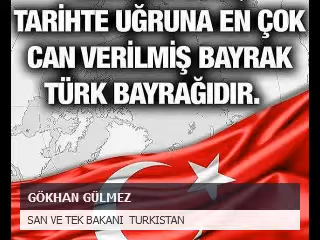 TARİHTE UĞRUNA EN ÇOK
CAN VERİLMİŞ BAYRAK
TÜRK BAYRAĞIDIR.
GÖKHAN GÜLMEZ
SAN VE TEK BAKANI TURKISTAN